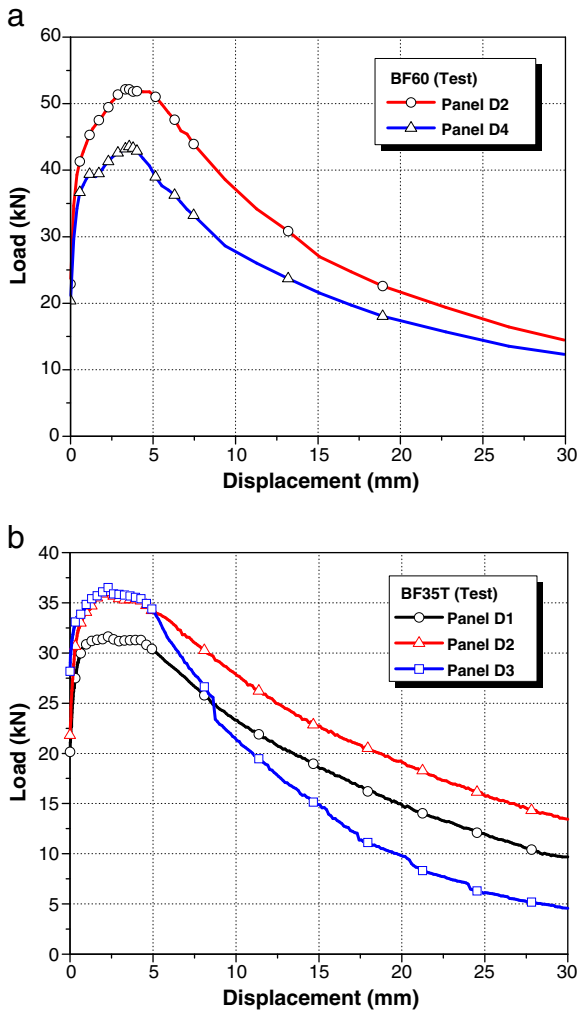 a
60
50
40
30
20
10
0
Load (kN)
BF60 (Test)
Panel D2
Panel D4
0 5 10 15 20 25 30
Displacement (mm)
b
40
35
30
25
20
15
10
5
0
Load (kN)
BF35T (Test)
Panel D1
Panel D2
Panel D3
0 5 10 15 20 25 30
Displacement (mm)